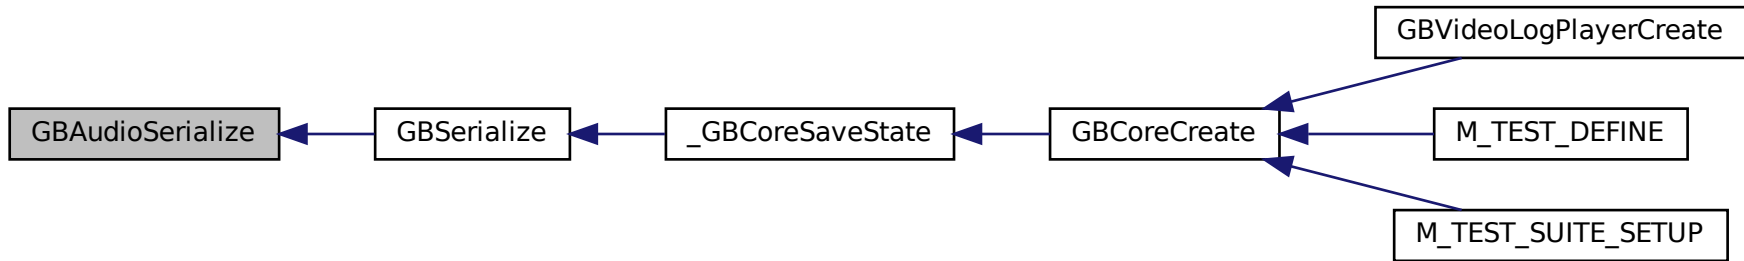 GBVideoLogPlayerCreate
GBAudioSerialize
GBSerialize
_GBCoreSaveState
GBCoreCreate
M_TEST_DEFINE
M_TEST_SUITE_SETUP